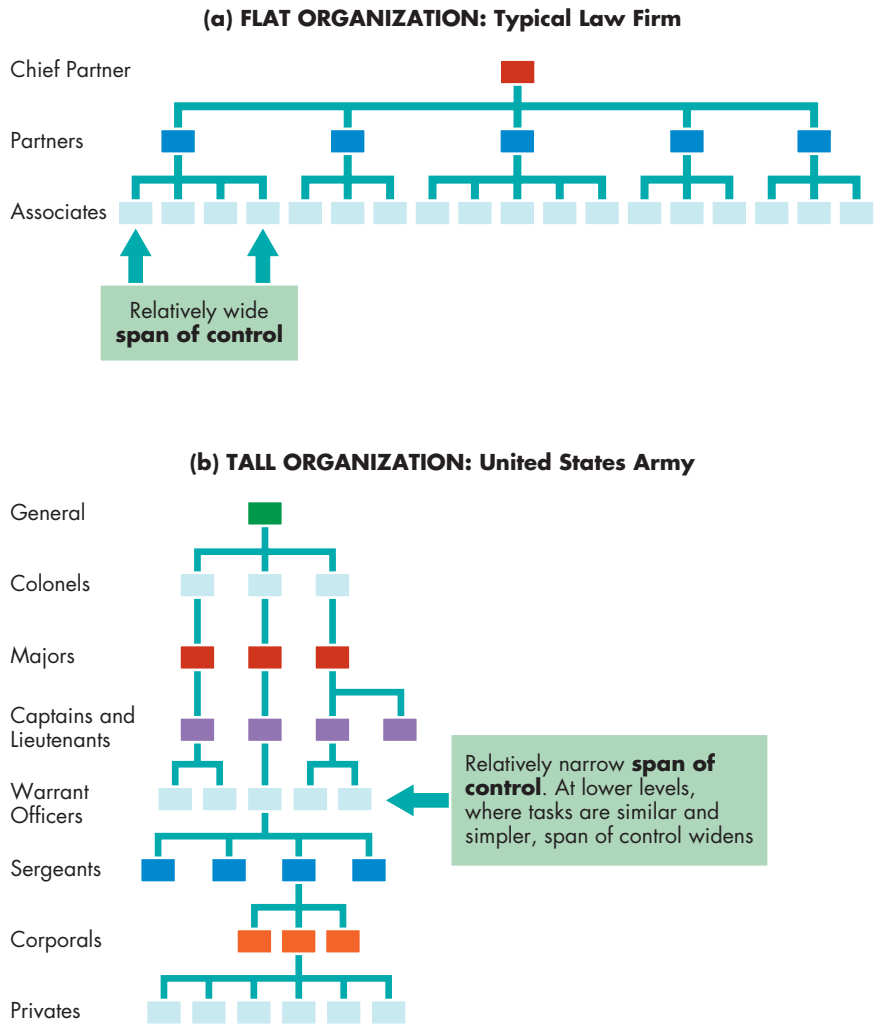 (a) FLAT ORGANIZATION: Typical Law Firm
Chief Partner
Partners
Associates
Relatively wide
span of control
(b) TALL ORGANIZATION: United States Army
General
Colonels
Majors
Captains and
Lieutenants
Relatively narrow span of
control. At lower levels,
where tasks are similar and
simpler, span of control widens
Warrant
Officers
Sergeants
Corporals
Privates